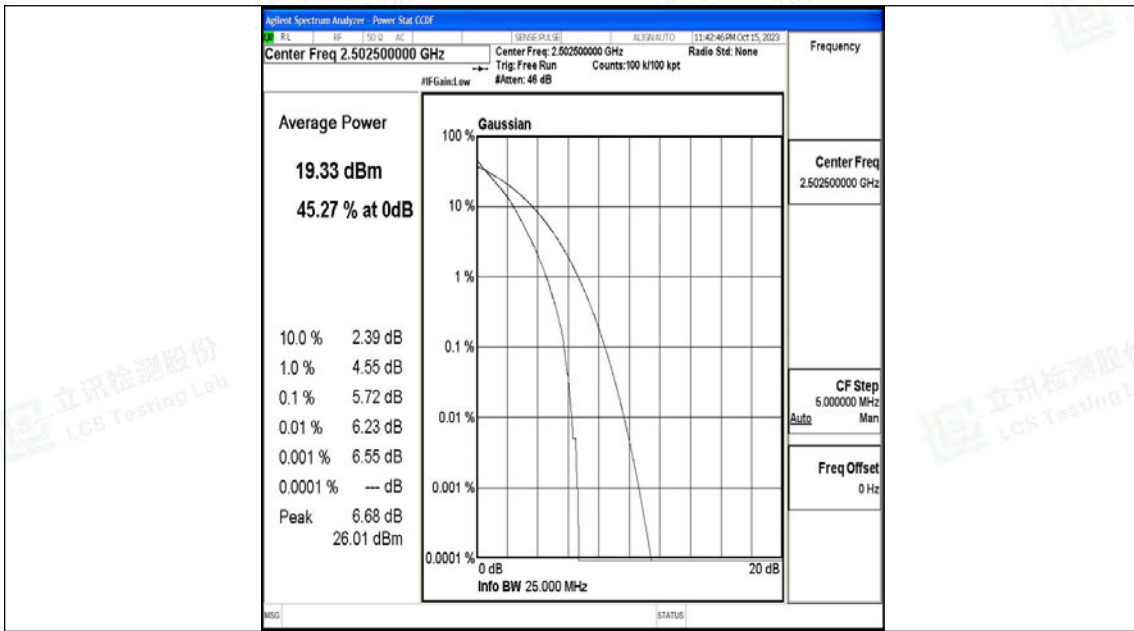 Agilent Spectrum Analyzer - Power Stat CCDF
RL RF 50 Ω AC SENSE:PULSE ALIGNAUTO 11:42:46PM Oct 15, 2023
Center Freq 2.502500000 GHz
Center Freq: 2.502500000 GHz Radio Std: None
Trig: Free Run Counts:100 k/100 kpt
#IFGain:Low #Atten: 46 dB
Frequency
Average Power
19.33 dBm
45.27 % at 0dB
10.0 % 2.39 dB
1.0 % 4.55 dB
0.1 % 5.72 dB
0.01 % 6.23 dB
0.001 % 6.55 dB
0.0001 % --- dB
Peak 6.68 dB
26.01 dBm
Gaussian
100 %
10 %
1 %
0.1 %
0.01 %
0.001 %
0.0001 %
0 dB 20 dB
Info BW 25.000 MHz
Center Freq
2.502500000 GHz
CF Step
5.000000 MHz
Auto Man
Freq Offset
0 Hz
MSG STATUS
立讯检测股份
LCS Testing Lab
立讯检测股份
LCS Testing L